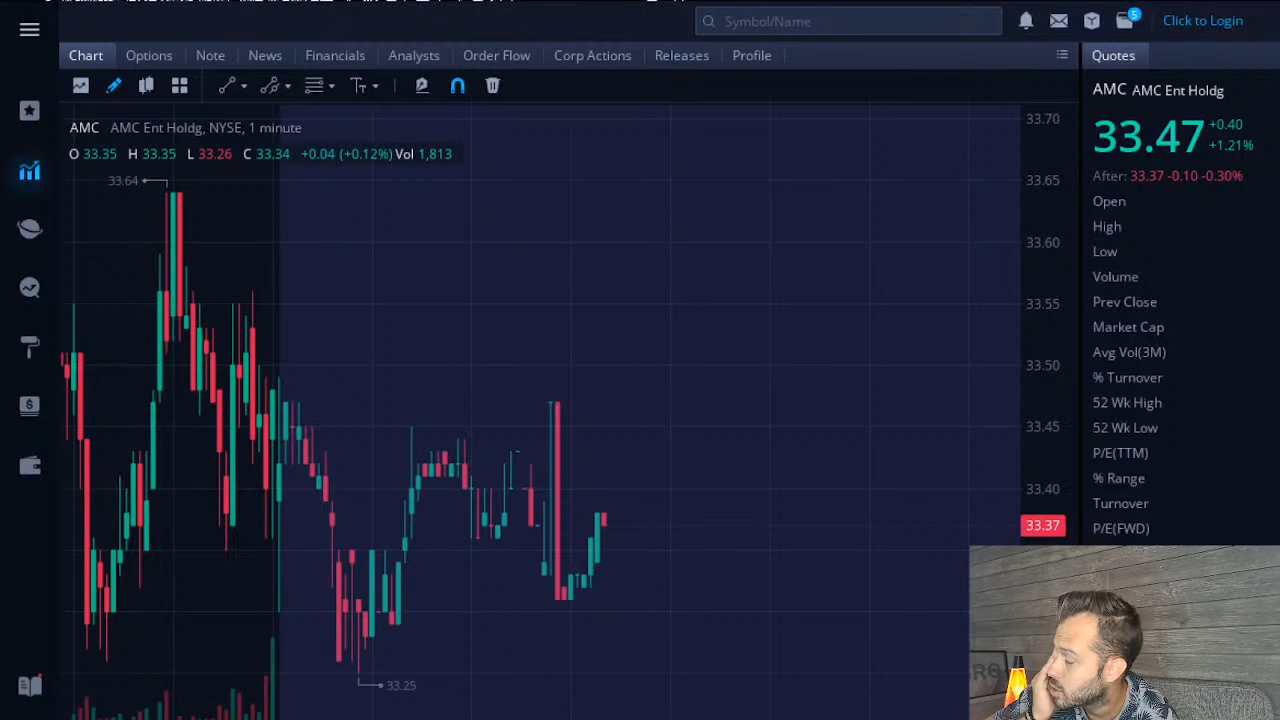 Symbol/Name
5
Click to Login
Chart Options Note News Financials Analysts Order Flow Corp Actions Releases Profile
Quotes
AMC AMC Ent Holdg, NYSE, 1 minute
O 33.35 H 33.35 L 33.26 C 33.34 +0.04 (+0.12%) Vol 1,813
33.64
33.25
33.70
33.65
33.60
33.55
33.50
33.45
33.40
33.37
AMC AMC Ent Holdg
33.47
+0.40
+1.21%
After: 33.37 -0.10 -0.30%
Open
High
Low
Volume
Prev Close
Market Cap
Avg Vol(3M)
% Turnover
52 Wk High
52 Wk Low
P/E(TTM)
% Range
Turnover
P/E(FWD)